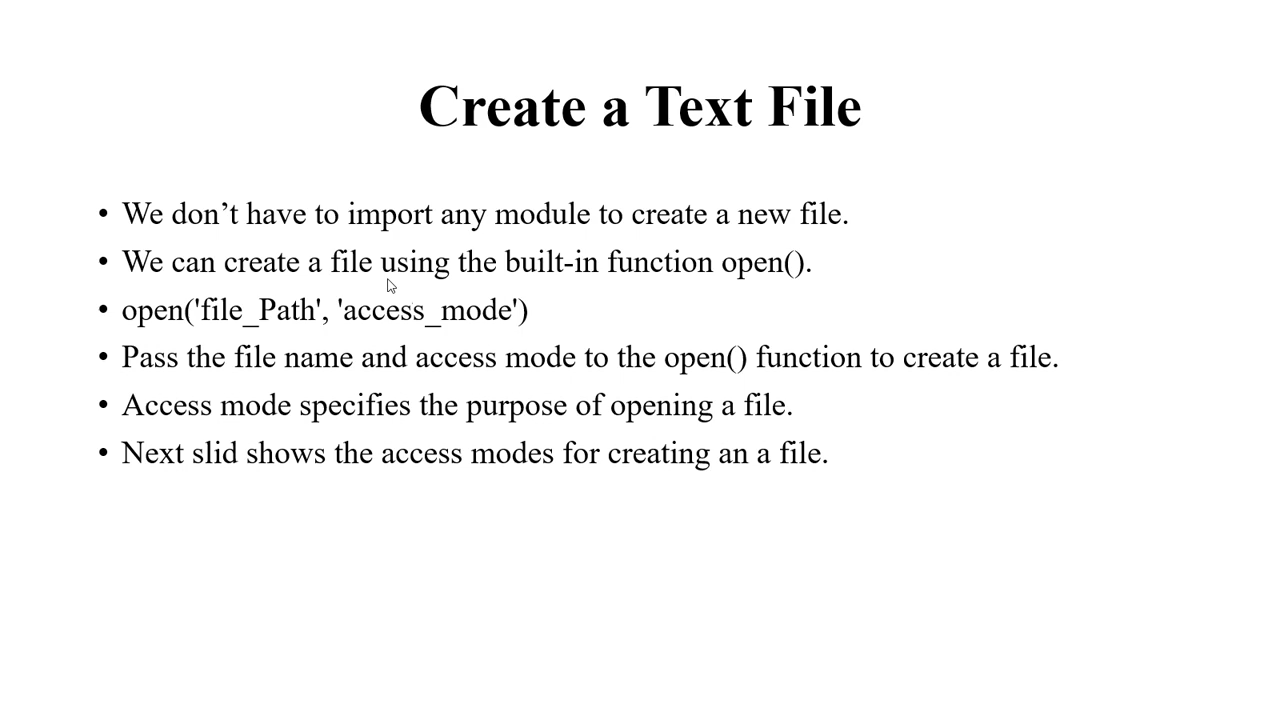 Create a Text File
• We don’t have to import any module to create a new file.
• We can create a file using the built-in function open().
• open('file_Path', 'access_mode')
• Pass the file name and access mode to the open() function to create a file.
• Access mode specifies the purpose of opening a file.
• Next slid shows the access modes for creating an a file.